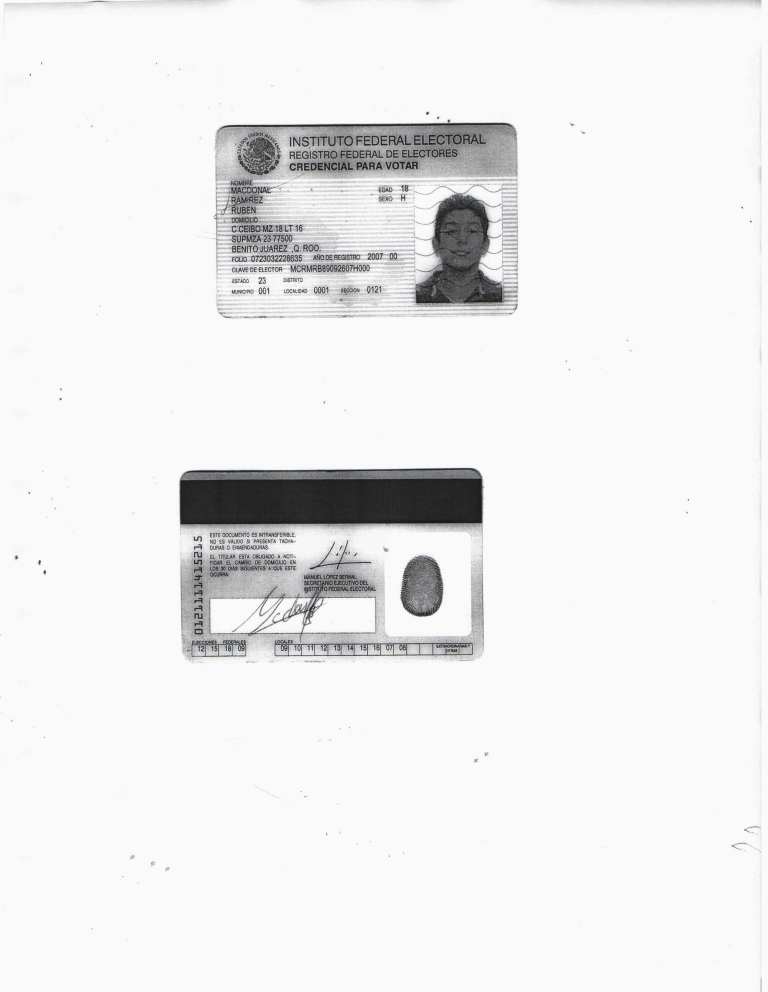 INSTITUTO FEDERAL ELECTORAL
REGISTRO FEDERAL DE ELECTORES
CREDENCIAL PARA VOTAR
NOMBRE
MACDONAL
RAMIREZ
RUBEN
EDAD 18
SEXO H
DOMICILIO
C CEIBO MZ 18 LT 16
SUPMZA 23 77500
BENITO JUAREZ ,Q. ROO.
FOLIO 0723032228635 AÑO DE REGISTRO 2007 00
CLAVE DE ELECTOR MCRMRB89092607H000
ESTADO 23 DISTRITO
MUNICIPIO 001 LOCALIDAD 0001 SECCION 0121
ESTE DOCUMENTO ES INTRANSFERIBLE,
NO ES VALIDO SI PRESENTA TACHA-
DURAS O ENMENDADURAS.
EL TITULAR ESTA OBLIGADO A NOTI-
FICAR EL CAMBIO DE DOMICILIO EN
LOS 30 DIAS SIGUIENTES A QUE ESTE
OCURRA.
MANUEL LÓPEZ BERNAL
SECRETARIO EJECUTIVO DEL
INSTITUTO FEDERAL ELECTORAL
0121111415215
ELECCIONES FEDERALES
12 15 18 09
LOCALES
09 10 11 12 13 14 15 16 07 08